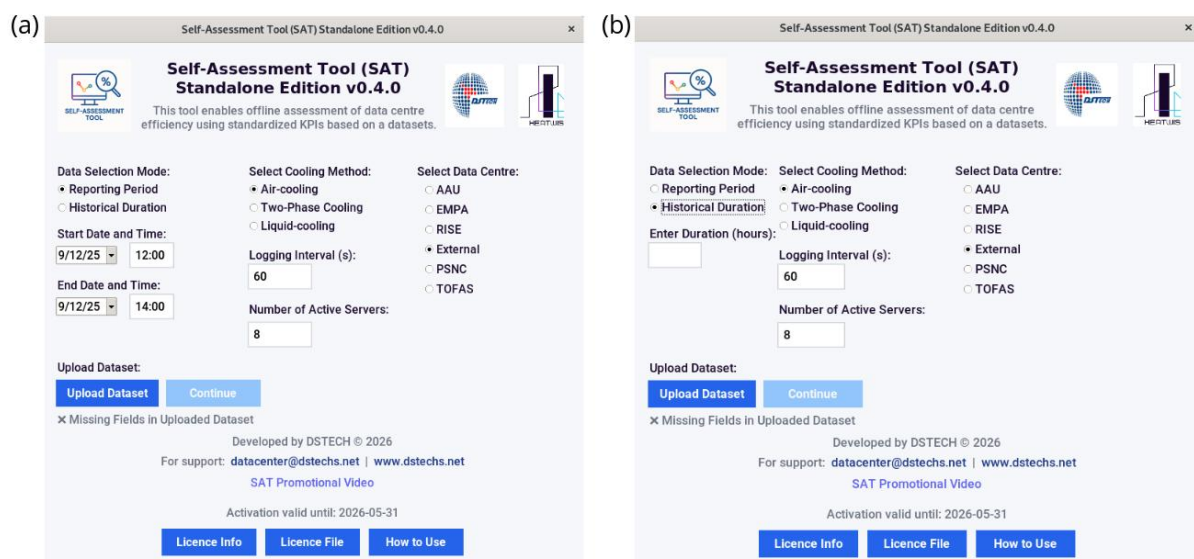 (a)
Self-Assessment Tool (SAT) Standalone Edition v0.4.0
×
SELF-ASSESSMENT
TOOL
Self-Assessment Tool (SAT)
Standalone Edition v0.4.0
This tool enables offline assessment of data centre
efficiency using standardized KPIs based on a datasets.
DSTECH
HEATWIS
Data Selection Mode:
Reporting Period
Historical Duration
Start Date and Time:
9/12/25 12:00
End Date and Time:
9/12/25 14:00
Select Cooling Method:
Air-cooling
Two-Phase Cooling
Liquid-cooling
Logging Interval (s):
60
Number of Active Servers:
8
Select Data Centre:
AAU
EMPA
RISE
External
PSNC
TOFAS
Upload Dataset:
Upload Dataset Continue
× Missing Fields in Uploaded Dataset
Developed by DSTECH © 2026
For support: datacenter@dstechs.net | www.dstechs.net
SAT Promotional Video
Activation valid until: 2026-05-31
Licence Info Licence File How to Use
(b)
Self-Assessment Tool (SAT) Standalone Edition v0.4.0
×
SELF-ASSESSMENT
TOOL
Self-Assessment Tool (SAT)
Standalone Edition v0.4.0
This tool enables offline assessment of data centre
efficiency using standardized KPIs based on a datasets.
DSTECH
HEATWIS
Data Selection Mode:
Reporting Period
Historical Duration
Enter Duration (hours):
Select Cooling Method:
Air-cooling
Two-Phase Cooling
Liquid-cooling
Logging Interval (s):
60
Number of Active Servers:
8
Select Data Centre:
AAU
EMPA
RISE
External
PSNC
TOFAS
Upload Dataset:
Upload Dataset Continue
× Missing Fields in Uploaded Dataset
Developed by DSTECH © 2026
For support: datacenter@dstechs.net | www.dstechs.net
SAT Promotional Video
Activation valid until: 2026-05-31
Licence Info Licence File How to Use